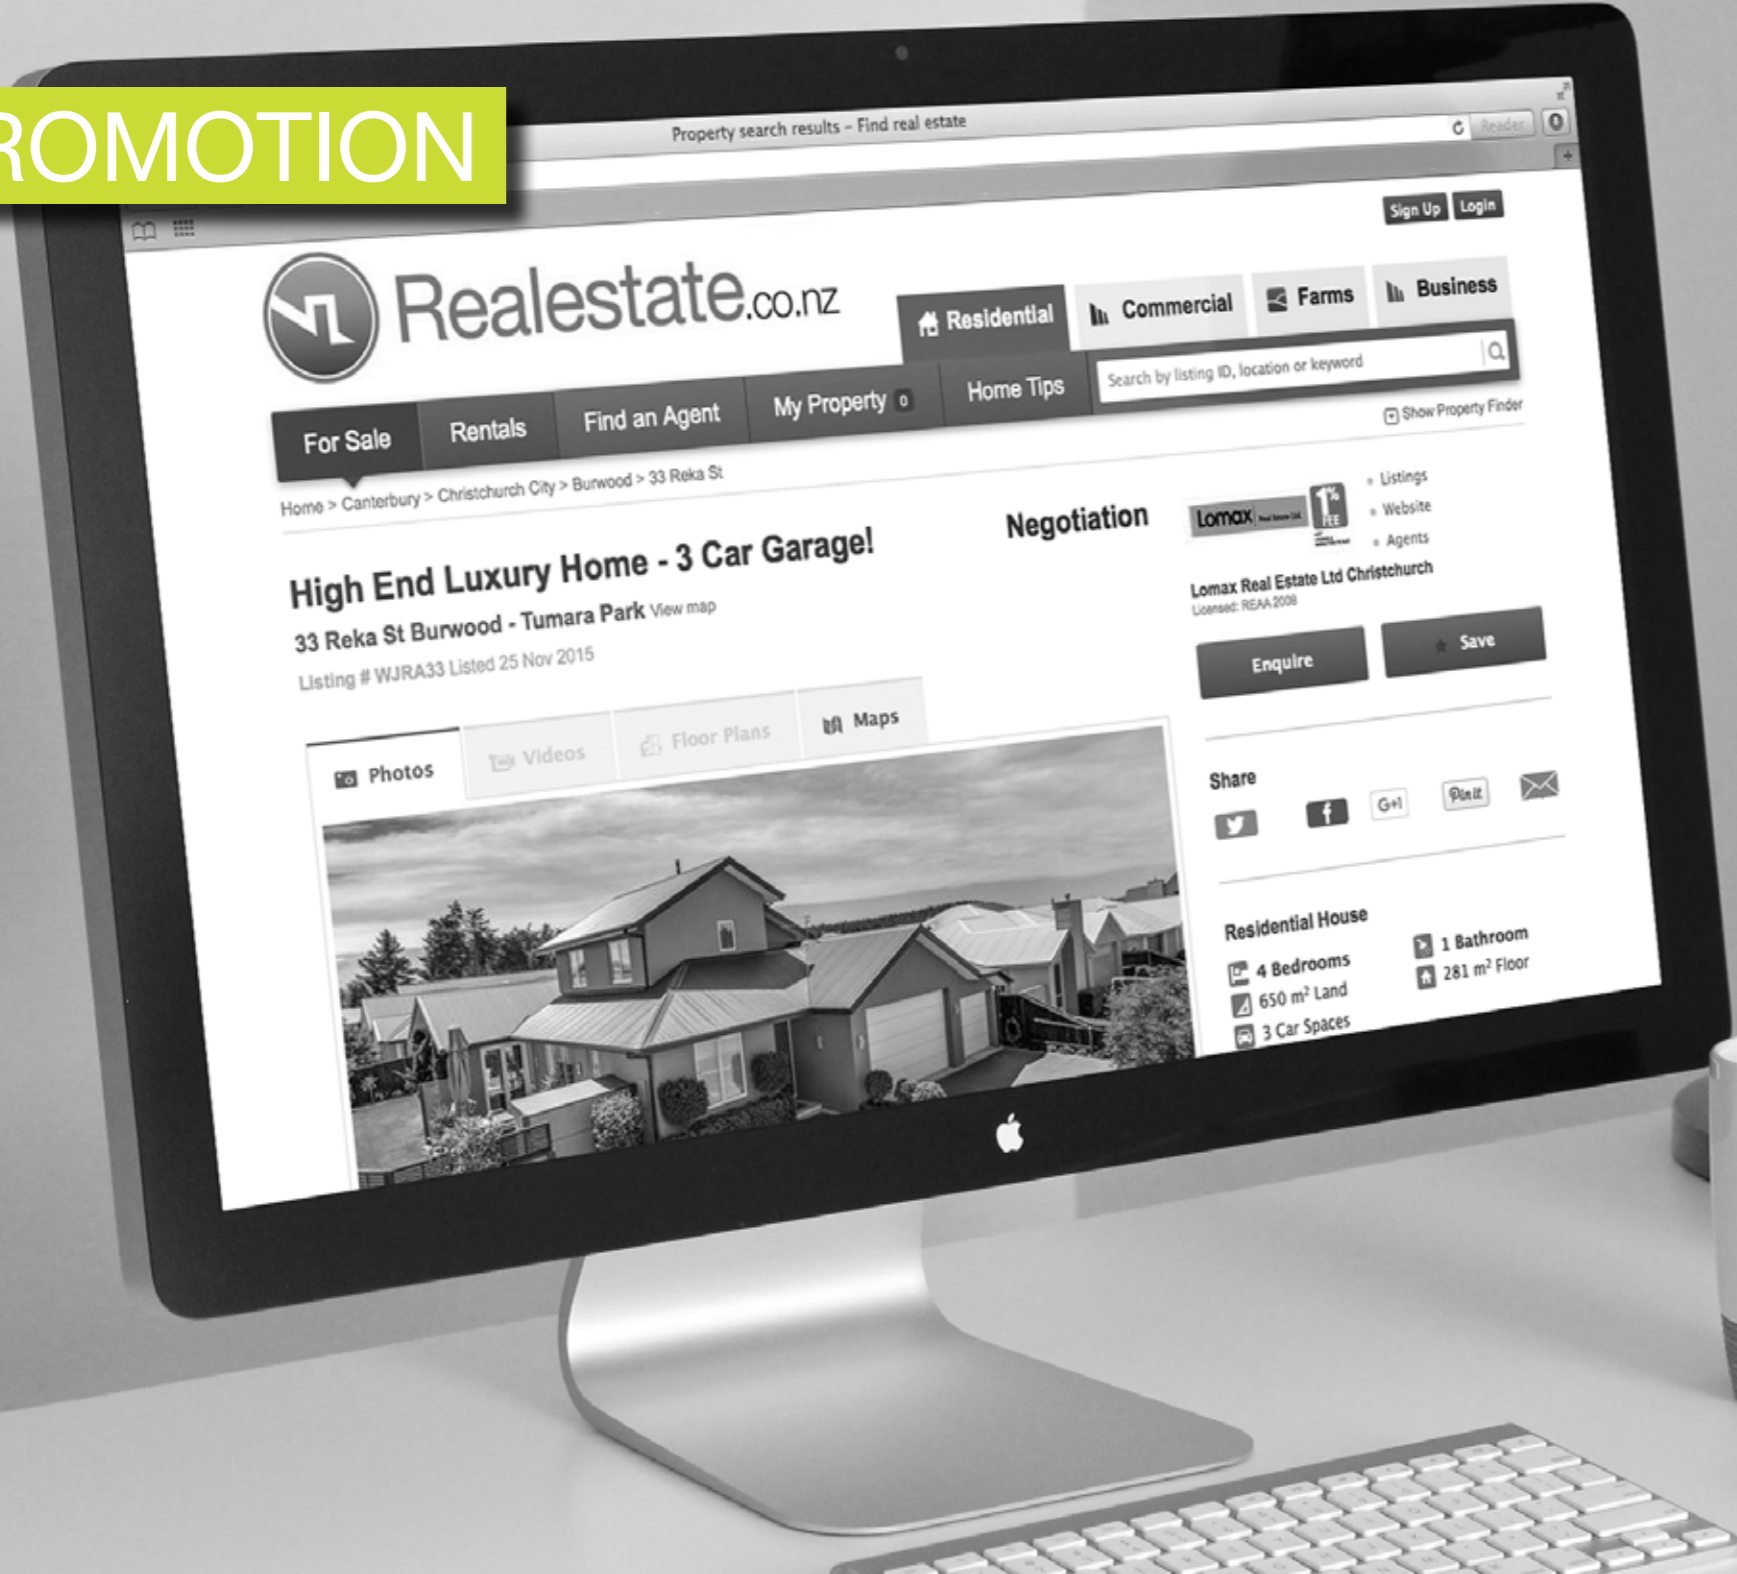 ROMOTION
Property search results – Find real estate
Reader
Sign Up Login
Realestate.co.nz
Residential Commercial Farms Business
For Sale Rentals Find an Agent My Property 0 Home Tips
Search by listing ID, location or keyword
Show Property Finder
Home > Canterbury > Christchurch City > Burwood > 33 Reka St
High End Luxury Home - 3 Car Garage!
Negotiation
33 Reka St Burwood - Tumara Park View map
Listing # WJRA33 Listed 25 Nov 2015
Lomax Real Estate Ltd.
1%
FEE
Listings
Website
Agents
Lomax Real Estate Ltd Christchurch
Licensed: REAA 2008
Enquire Save
Photos Videos Floor Plans Maps
Share
G+1 Pin it
Residential House
4 Bedrooms 1 Bathroom
650 m² Land 281 m² Floor
3 Car Spaces